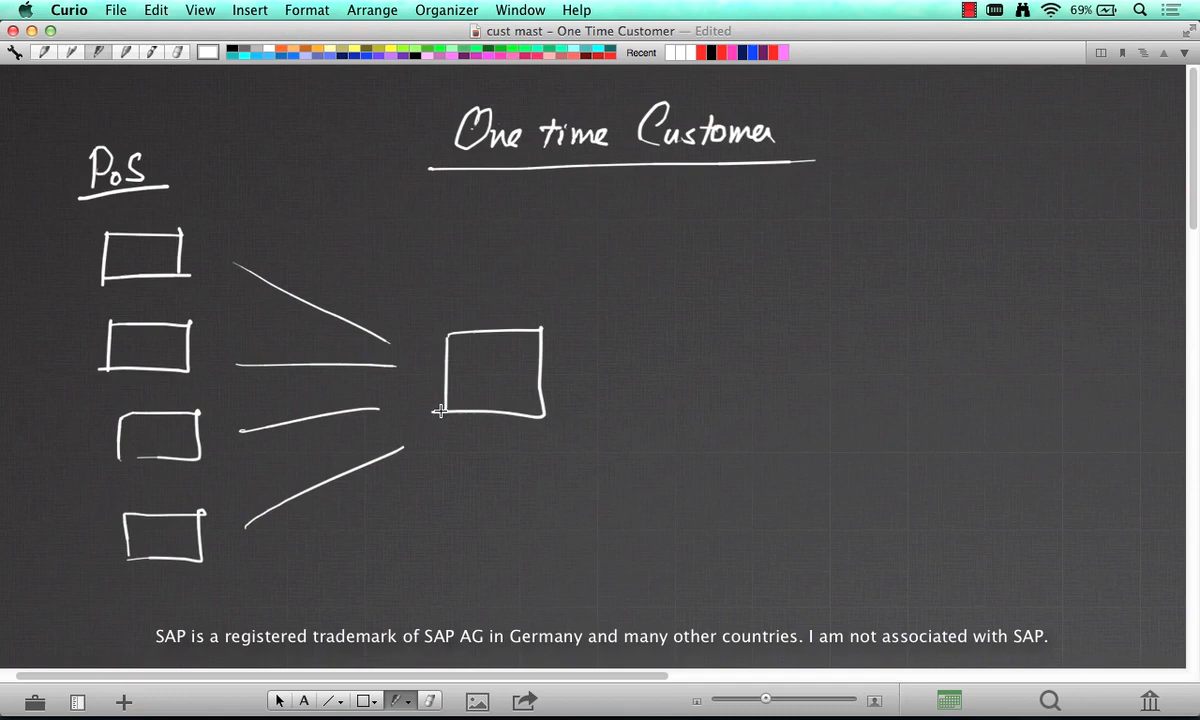 Curio File Edit View Insert Format Arrange Organizer Window Help 69%
cust mast – One Time Customer — Edited
Recent
One time Customer
PoS
SAP is a registered trademark of SAP AG in Germany and many other countries. I am not associated with SAP.
A